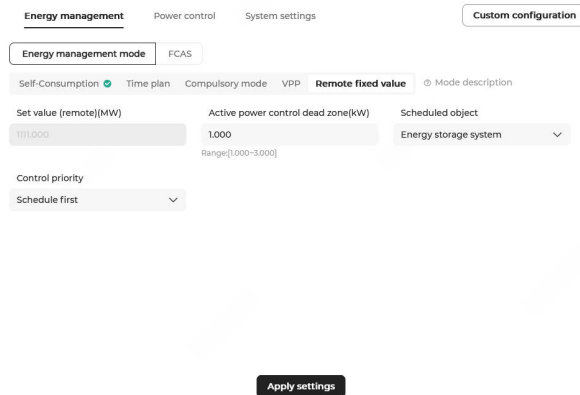 Energy management Power control System settings Custom configuration
Energy management mode FCAS
Self-Consumption Time plan Compulsory mode VPP Remote fixed value Mode description
Set value (remote)(MW) Active power control dead zone(kW) Scheduled object
1111.000 1.000 Energy storage system
Range:[1.000~3.000]
Control priority
Schedule first
Apply settings